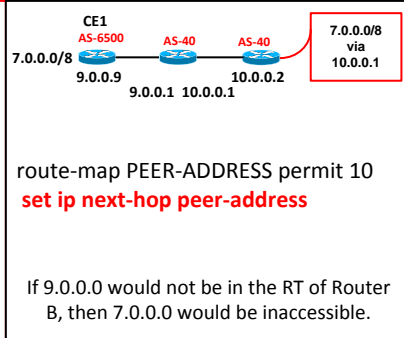 CE1
AS-6500
AS-40
AS-40
7.0.0.0/8
9.0.0.9
9.0.0.1 10.0.0.1
10.0.0.2
7.0.0.0/8
via
10.0.0.1
route-map PEER-ADDRESS permit 10
set ip next-hop peer-address
If 9.0.0.0 would not be in the RT of Router
B, then 7.0.0.0 would be inaccessible.